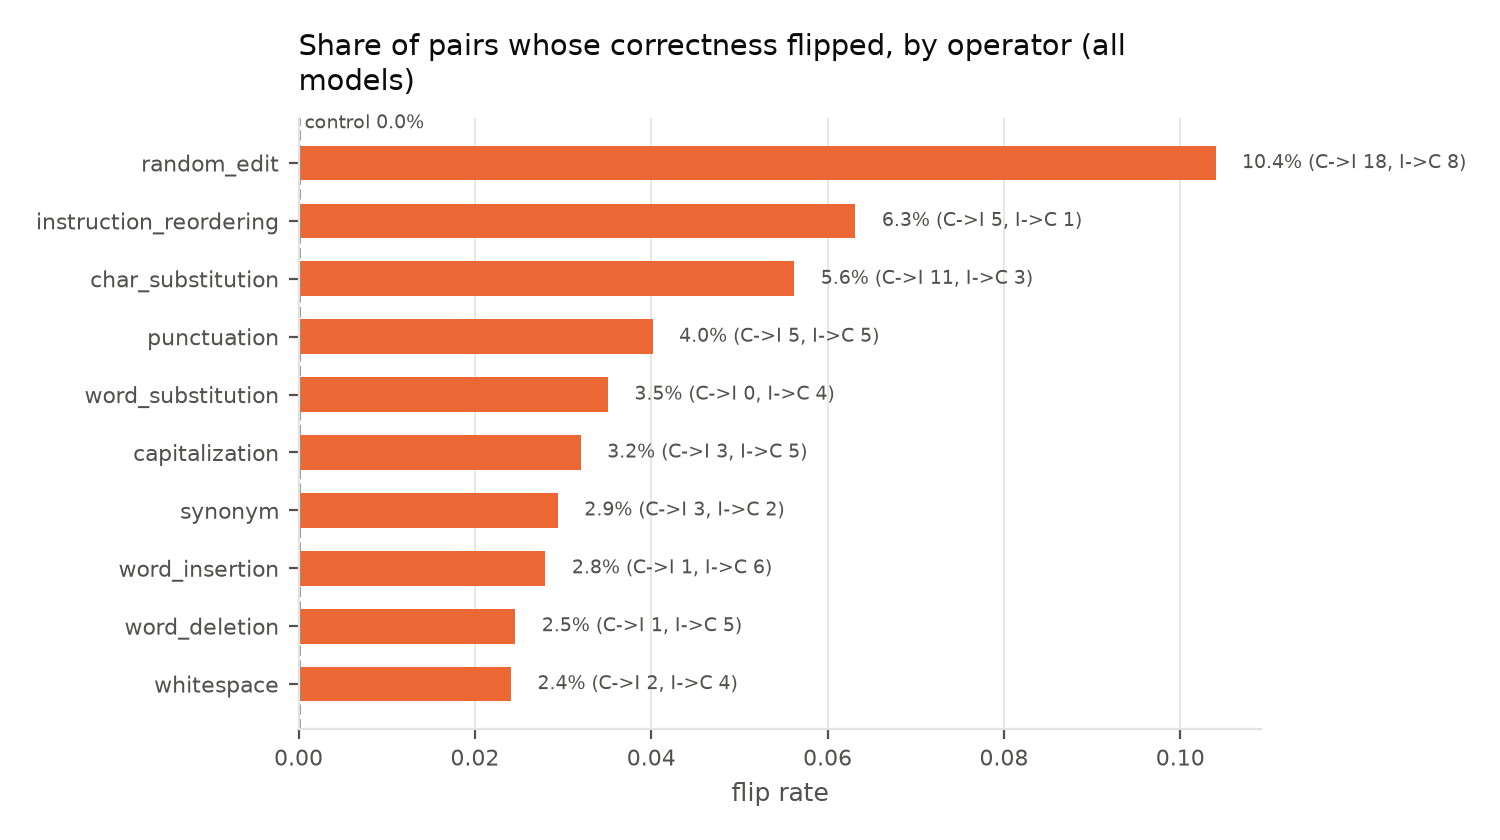 Share of pairs whose correctness flipped, by operator (all
models)
control 0.0%
random_edit
10.4% (C->I 18, I->C 8)
instruction_reordering
6.3% (C->I 5, I->C 1)
char_substitution
5.6% (C->I 11, I->C 3)
punctuation
4.0% (C->I 5, I->C 5)
word_substitution
3.5% (C->I 0, I->C 4)
capitalization
3.2% (C->I 3, I->C 5)
synonym
2.9% (C->I 3, I->C 2)
word_insertion
2.8% (C->I 1, I->C 6)
word_deletion
2.5% (C->I 1, I->C 5)
whitespace
2.4% (C->I 2, I->C 4)
0.00 0.02 0.04 0.06 0.08 0.10
flip rate